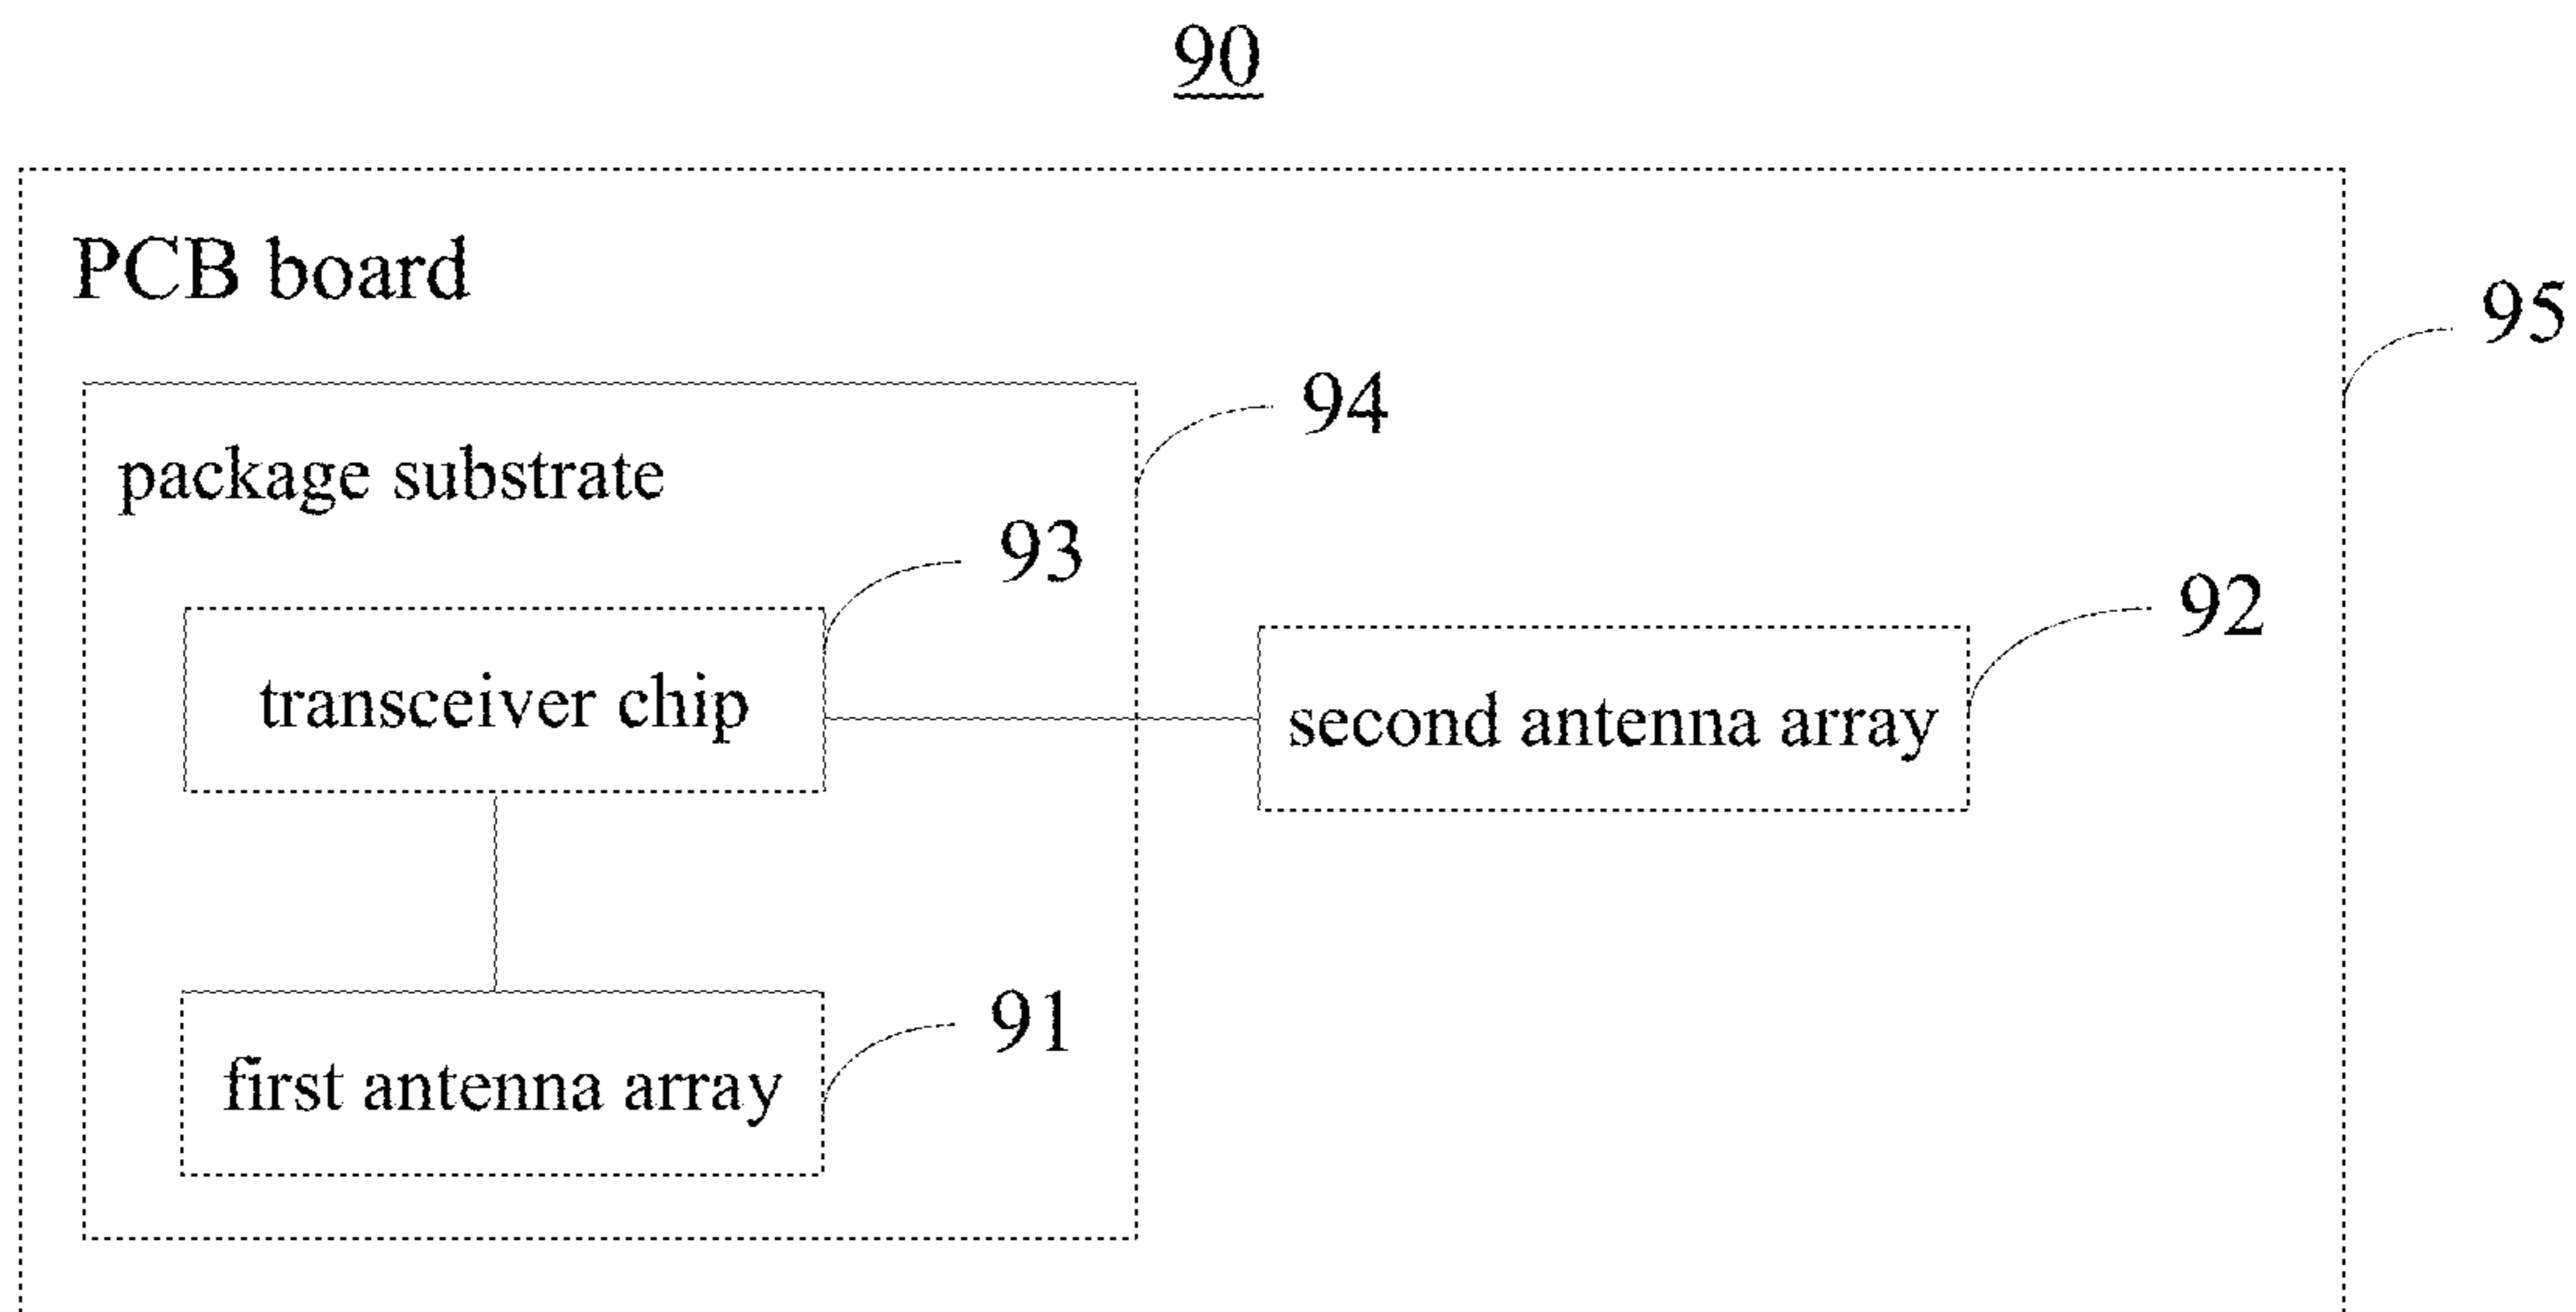 90
PCB board
95
94
package substrate
93
92
transceiver chip
second antenna array
91
first antenna array